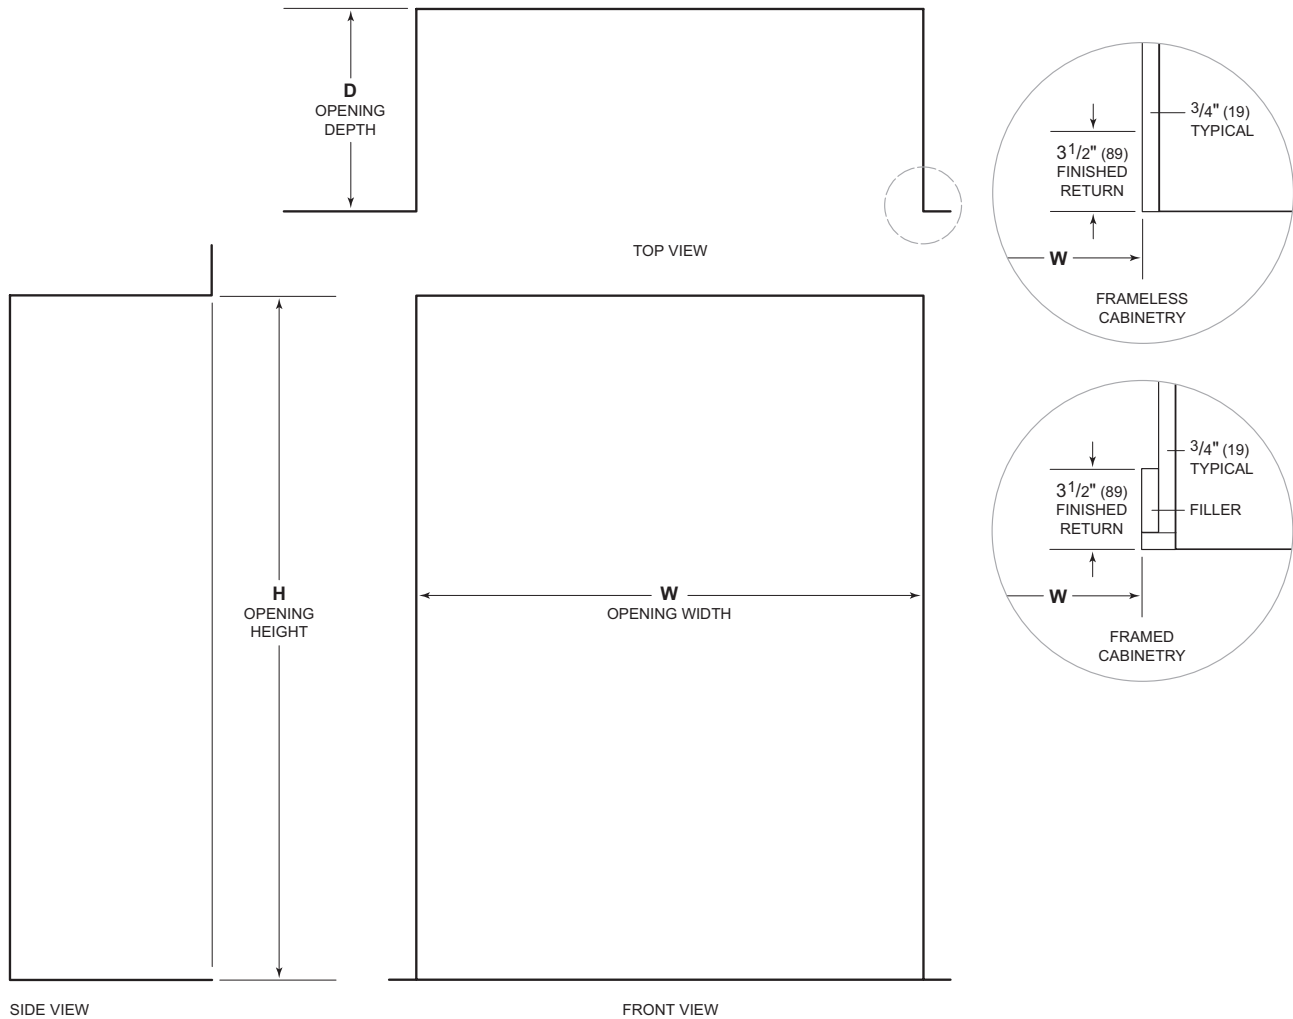 D
OPENING
DEPTH
TOP VIEW
3/4" (19)
TYPICAL
3 1/2" (89)
FINISHED
RETURN
W
FRAMELESS
CABINETRY
3/4" (19)
TYPICAL
3 1/2" (89)
FINISHED
RETURN
FILLER
W
FRAMED
CABINETRY
H
OPENING
HEIGHT
W
OPENING WIDTH
SIDE VIEW
FRONT VIEW